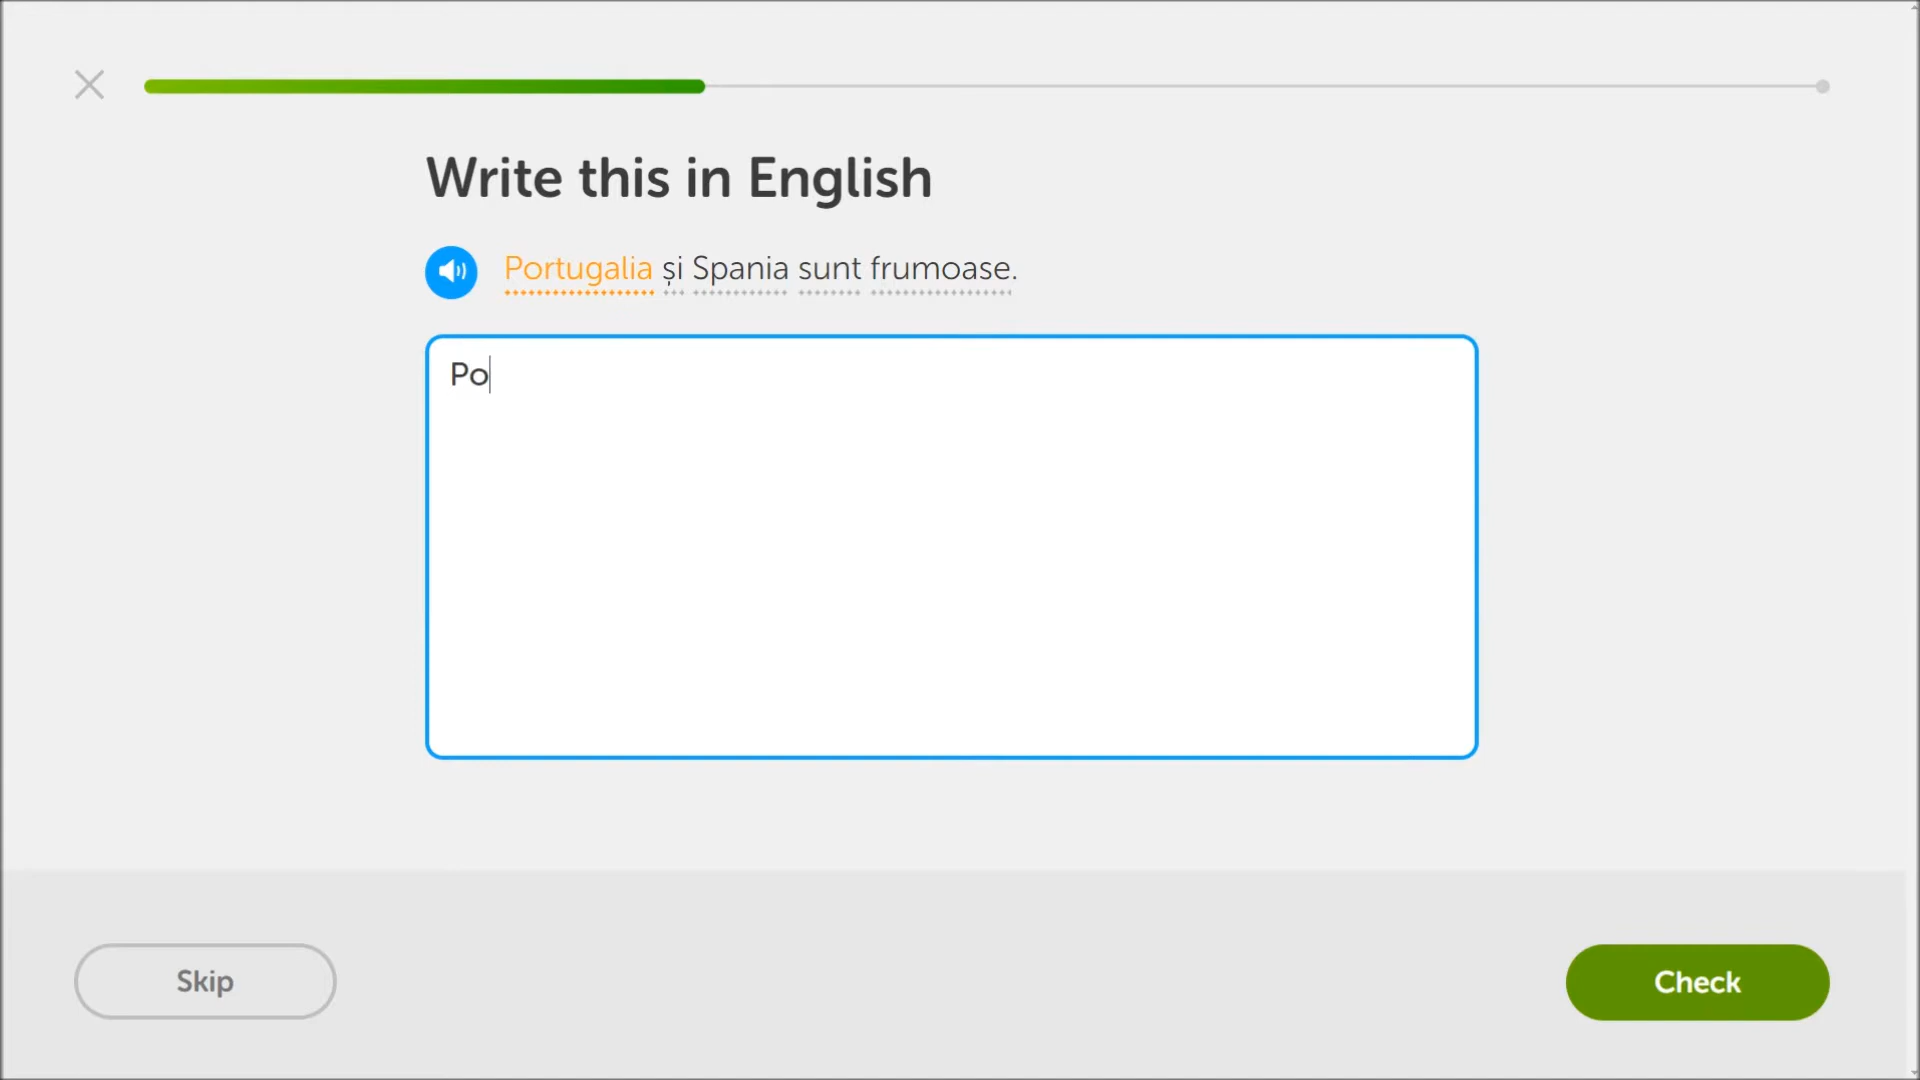 Write this in English
Portugalia și Spania sunt frumoase.
Po
Skip
Check